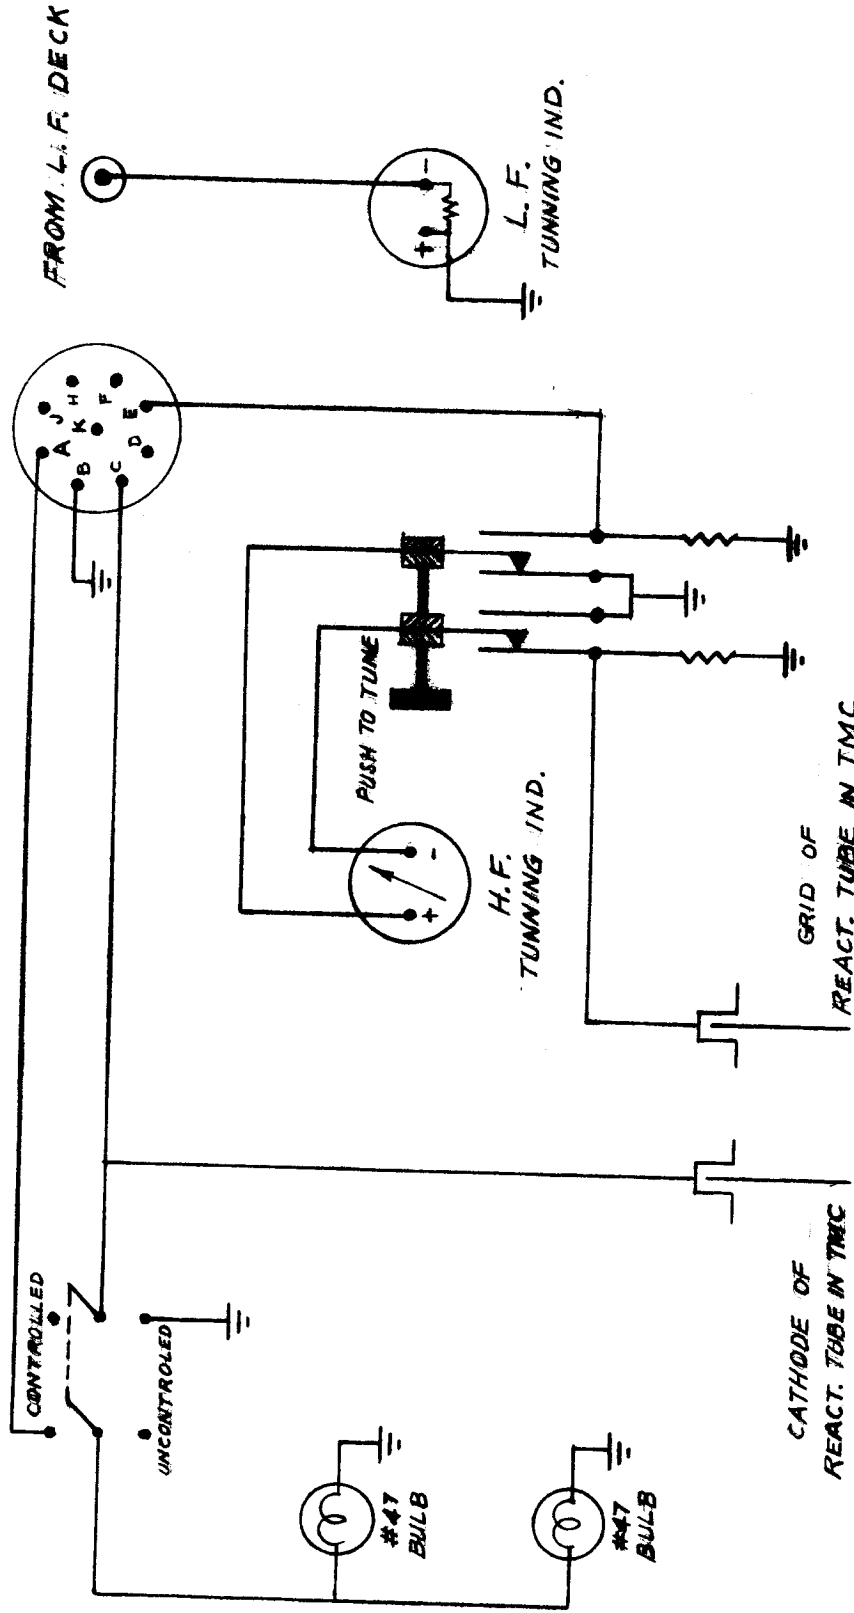 FROM L.F. DECK
A
B
C
D
E
F
H
J
K
+
-
L. F.
TUNNING IND.
PUSH TO TUNE
+
-
H.F.
TUNNING IND.
CONTROLLED
UNCONTROLED
#47
BULB
#47
BULB
CATHODE OF
REACT. TUBE IN TMC
GRID OF
REACT. TUBE IN TMC